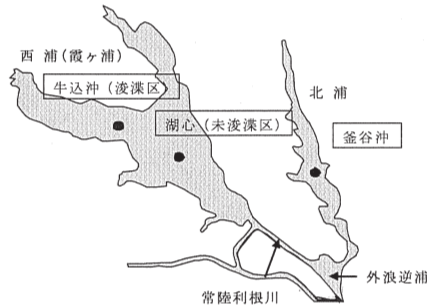 西浦(霞ヶ浦)
牛込沖(浚渫区)
北浦
湖心(未浚渫区)
釜谷沖
外浪逆浦
常陸利根川